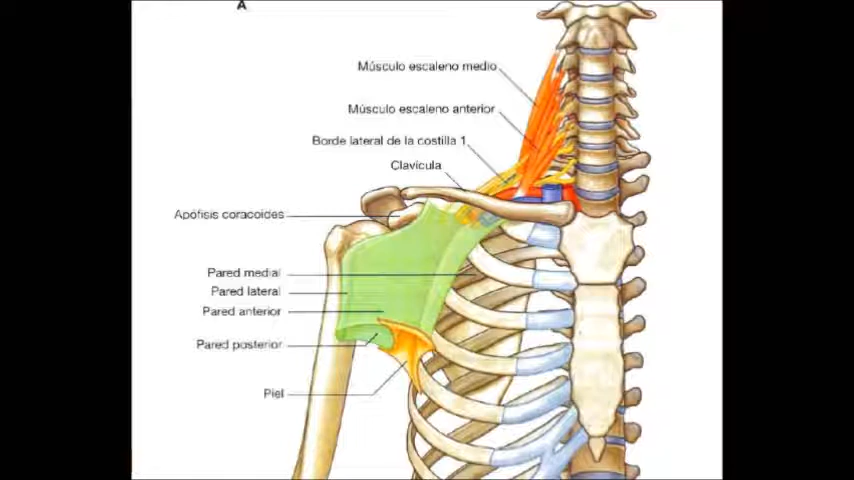 A
Músculo escaleno medio
Músculo escaleno anterior
Borde lateral de la costilla 1
Clavícula
Apófisis coracoides
Pared medial
Pared lateral
Pared anterior
Pared posterior
Piel